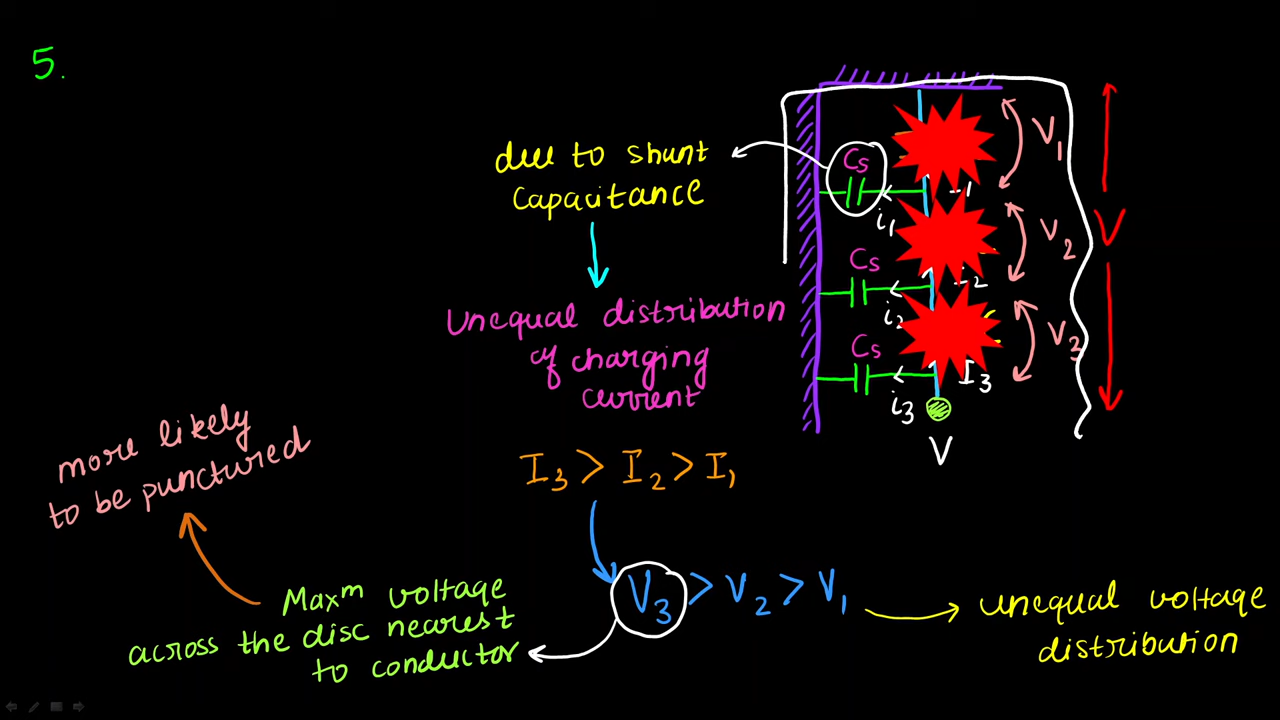 5.
due to shunt
capacitance
Unequal distribution
of charging
current
I3 > I2 > I1
V3 > V2 > V1
unequal voltage
distribution
Maxm voltage
across the disc nearest
to conductor
more likely
to be punctured
Cs
i1
V1
Cs
i2
V2
Cs
i3
I3
V3
V
V